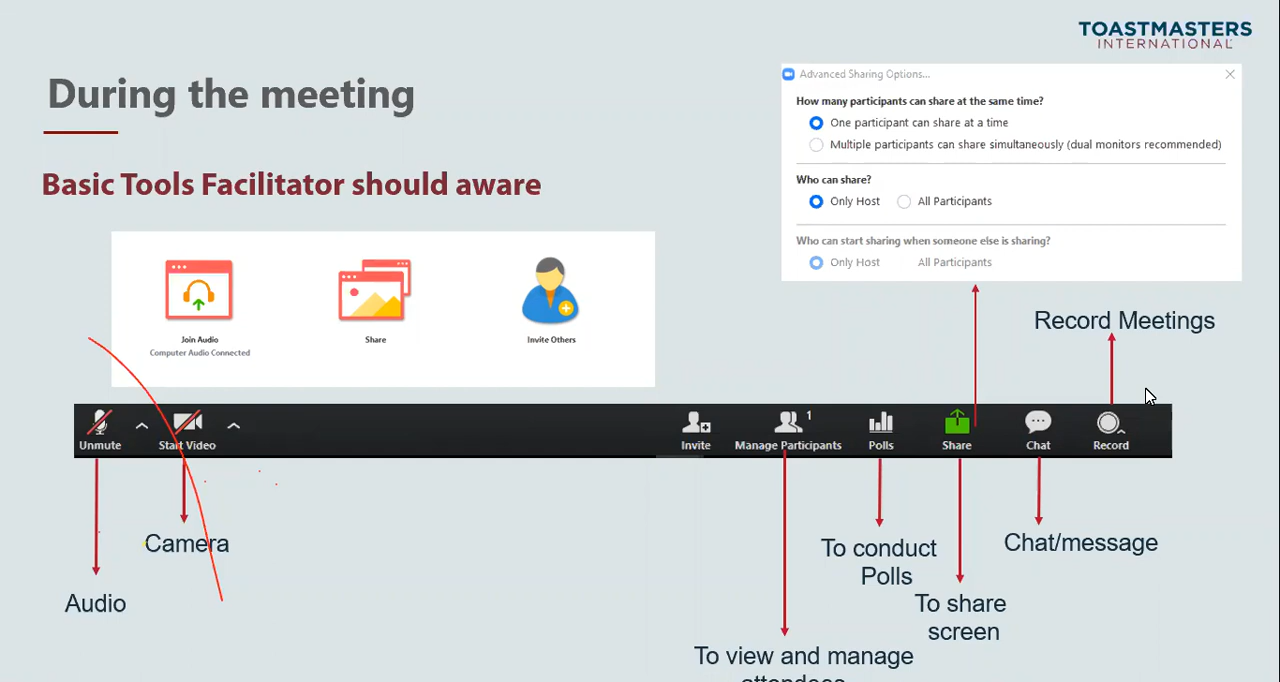 TOASTMASTERS
INTERNATIONAL
During the meeting
Basic Tools Facilitator should aware
Advanced Sharing Options...
How many participants can share at the same time?
One participant can share at a time
Multiple participants can share simultaneously (dual monitors recommended)
Who can share?
Only Host All Participants
Who can start sharing when someone else is sharing?
Only Host All Participants
Join Audio
Computer Audio Connected
Share
Invite Others
Record Meetings
1
Unmute Start Video Invite Manage Participants Polls Share Chat Record
Camera
Audio
To conduct
Polls
Chat/message
To share
screen
To view and manage
attendees